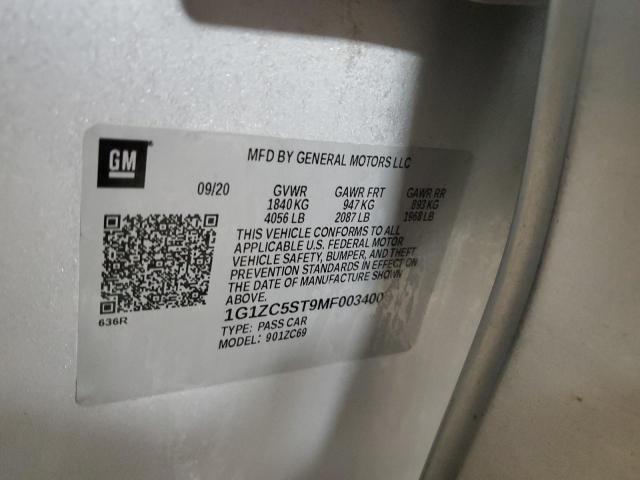 GM
MFD BY GENERAL MOTORS LLC
09/20 GVWR GAWR FRT GAWR RR
1840 KG 947 KG 893 KG
4056 LB 2087 LB 1968 LB
THIS VEHICLE CONFORMS TO ALL
APPLICABLE U.S. FEDERAL MOTOR
VEHICLE SAFETY, BUMPER, AND THEFT
PREVENTION STANDARDS IN EFFECT ON
THE DATE OF MANUFACTURE SHOWN
ABOVE.
636R
1G1ZC5ST9MF003400
TYPE: PASS CAR
MODEL: 901ZC69